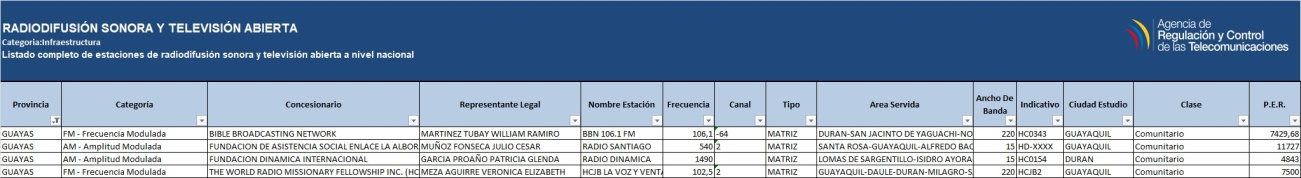 RADIODIFUSIÓN SONORA Y TELEVISIÓN ABIERTA
Categoria:Infraestructura
Listado completo de estaciones de radiodifusión sonora y televisión abierta a nivel nacional
Agencia de
Regulación y Control
de las Telecomunicaciones
Provincia Categoría Concesionario Representante Legal Nombre Estación Frecuencia Canal Tipo Area Servida Ancho De Banda Indicativo Ciudad Estudio Clase P.E.R.
GUAYAS FM - Frecuencia Modulada BIBLE BROADCASTING NETWORK MARTINEZ TUBAY WILLIAM RAMIRO BBN 106.1 FM 106,1 -64 MATRIZ DURAN-SAN JACINTO DE YAGUACHI-NO 220 HC0343 GUAYAQUIL Comunitario 7429,68
GUAYAS AM - Amplitud Modulada FUNDACION DE ASISTENCIA SOCIAL ENLACE LA ALBOR MUÑOZ FONSECA JULIO CESAR RADIO SANTIAGO 540 2 MATRIZ SANTA ROSA-GUAYAQUIL-ALFREDO BAQ 15 HD-XXXX GUAYAQUIL Comunitario 11727
GUAYAS AM - Amplitud Modulada FUNDACION DINAMICA INTERNACIONAL GARCIA PROAÑO PATRICIA GLENDA RADIO DINAMICA 1490 MATRIZ LOMAS DE SARGENTILLO-ISIDRO AYORA 15 HC0154 DURAN Comunitario 4843
GUAYAS FM - Frecuencia Modulada THE WORLD RADIO MISSIONARY FELLOWSHIP INC. (HC MEZA AGUIRRE VERONICA ELIZABETH HCJB LA VOZ Y VENTA 102,5 2 MATRIZ GUAYAQUIL-DAULE-DURAN-MILAGRO-S 220 HCJB2 GUAYAQUIL Comunitario 7500